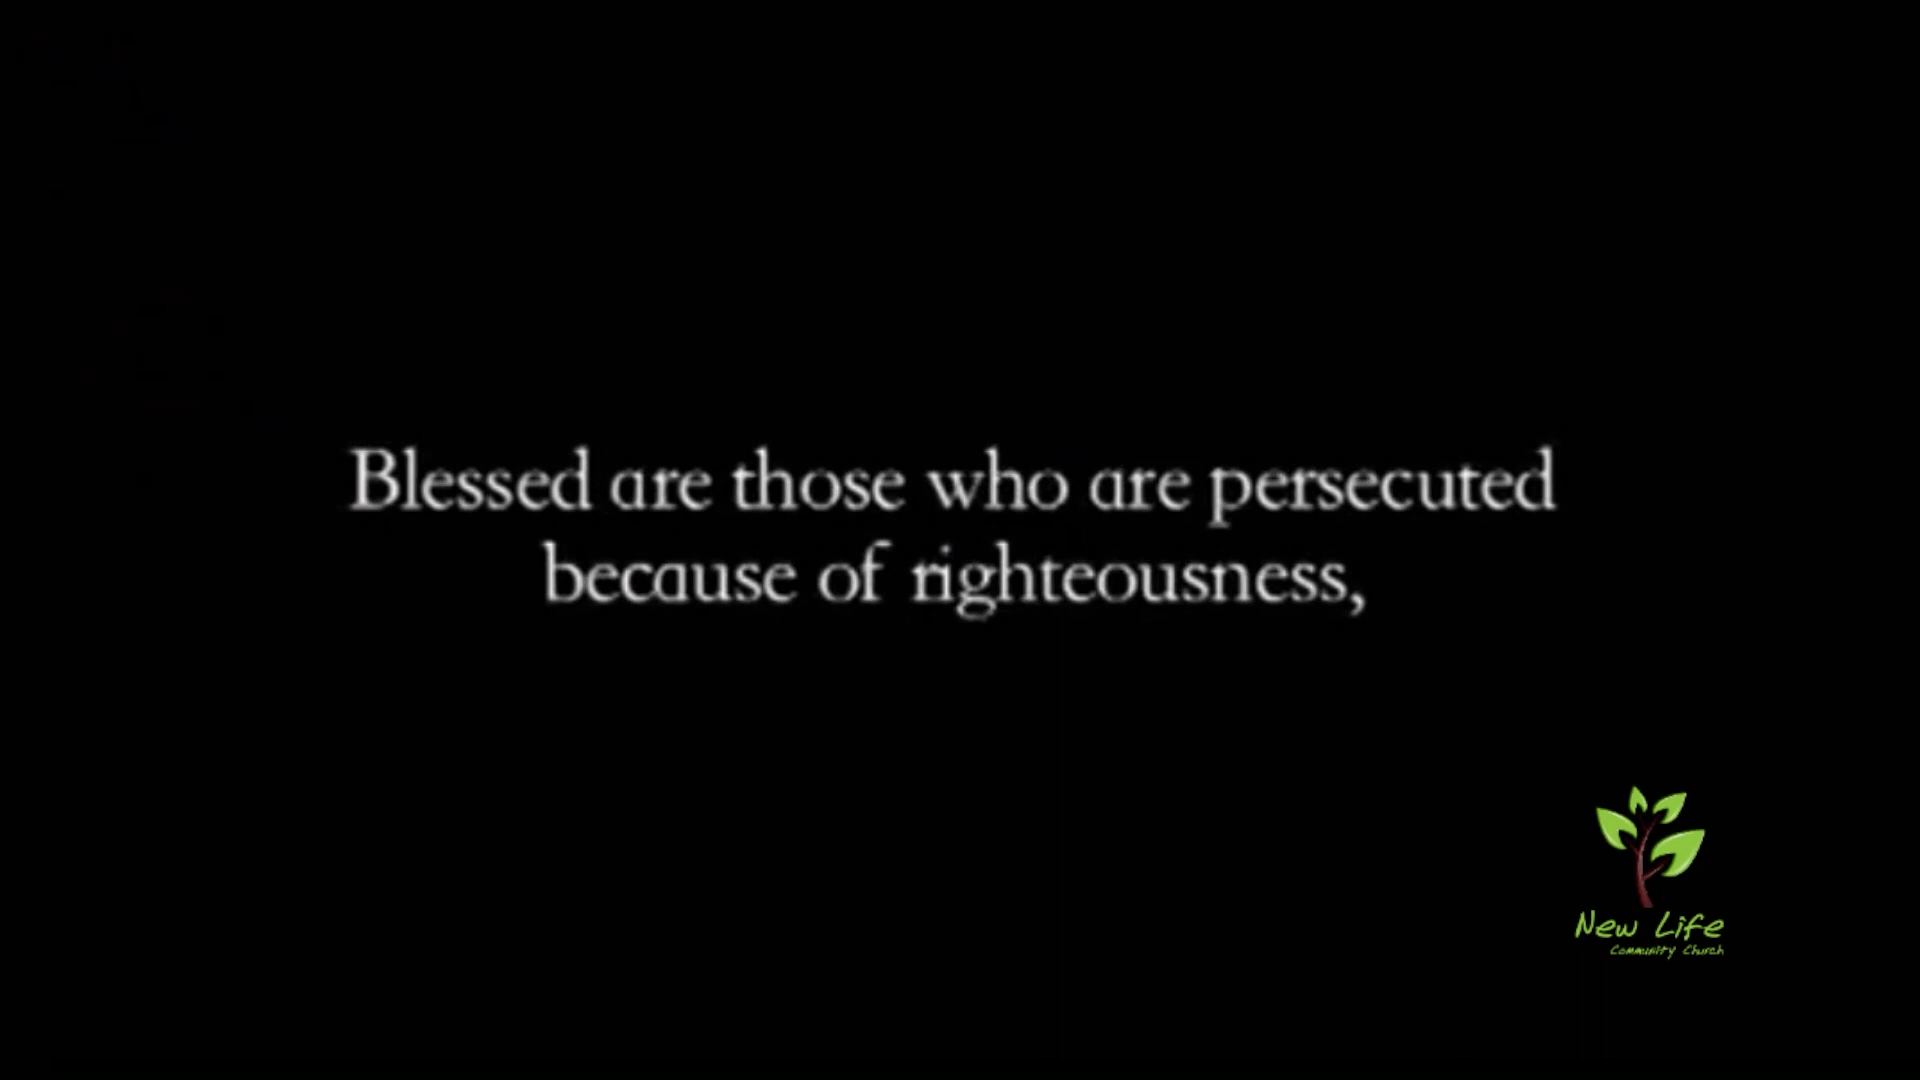 Blessed are those who are persecuted
because of righteousness,
New Life
Community Church